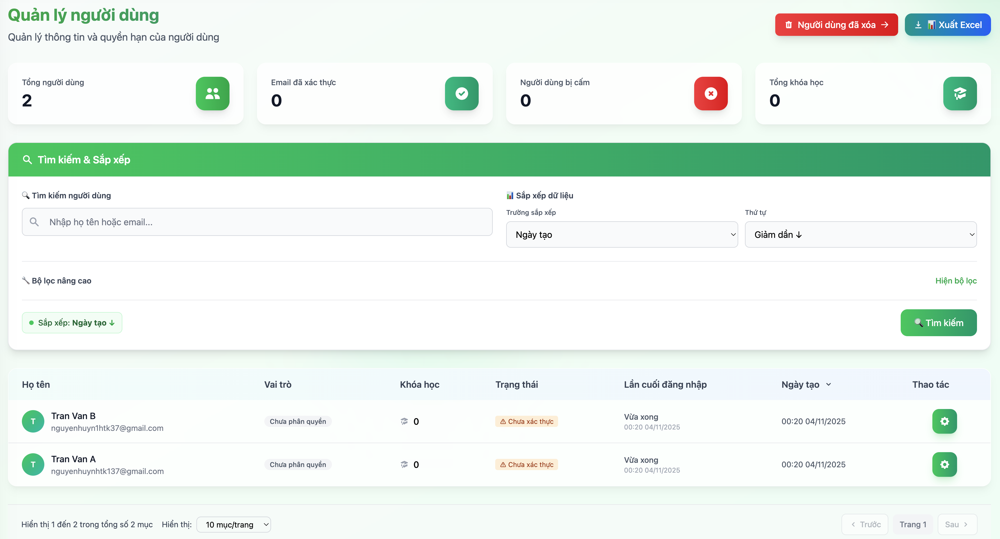 Quản lý người dùng
Quản lý thông tin và quyền hạn của người dùng
Người dùng đã xóa →
📊 Xuất Excel
Tổng người dùng
2
Email đã xác thực
0
Người dùng bị cấm
0
Tổng khóa học
0
Tìm kiếm & Sắp xếp
🔍 Tìm kiếm người dùng
Nhập họ tên hoặc email...
📊 Sắp xếp dữ liệu
Trường sắp xếp
Ngày tạo
Thứ tự
Giảm dần ↓
🔧 Bộ lọc nâng cao
Hiện bộ lọc
Sắp xếp: Ngày tạo ↓
🔍 Tìm kiếm
Họ tên Vai trò Khóa học Trạng thái Lần cuối đăng nhập Ngày tạo Thao tác
T
Tran Van B
nguyenhuyn1htk37@gmail.com
Chưa phân quyền
0
⚠ Chưa xác thực
Vừa xong
00:20 04/11/2025
00:20 04/11/2025
T
Tran Van A
nguyenhuynhtk137@gmail.com
Chưa phân quyền
0
⚠ Chưa xác thực
Vừa xong
00:20 04/11/2025
00:20 04/11/2025
Hiển thị 1 đến 2 trong tổng số 2 mục Hiển thị: 10 mục/trang
‹ Trước Trang 1 Sau ›